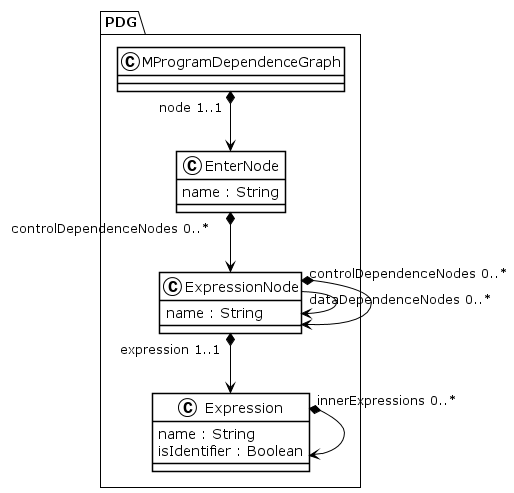 PDG
C MProgramDependenceGraph
node 1..1
C EnterNode
name : String
controlDependenceNodes 0..*
C ExpressionNode
name : String
controlDependenceNodes 0..*
dataDependenceNodes 0..*
expression 1..1
C Expression
name : String
isIdentifier : Boolean
innerExpressions 0..*